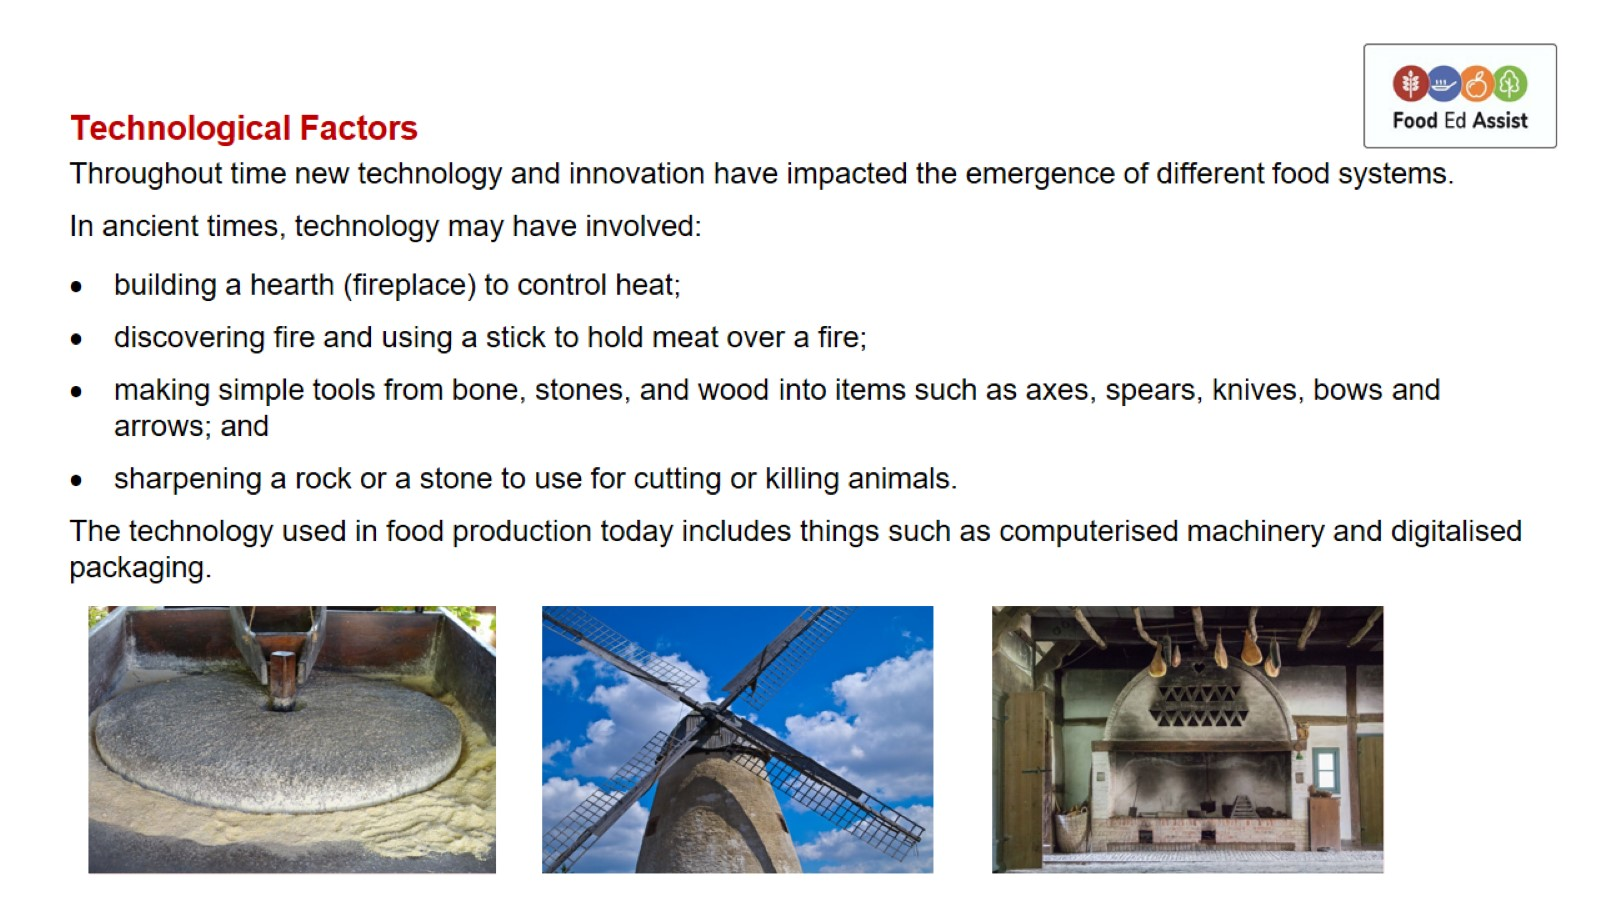 Food Ed Assist
Technological Factors
Throughout time new technology and innovation have impacted the emergence of different food systems.
In ancient times, technology may have involved:
• building a hearth (fireplace) to control heat;
• discovering fire and using a stick to hold meat over a fire;
• making simple tools from bone, stones, and wood into items such as axes, spears, knives, bows and
arrows; and
• sharpening a rock or a stone to use for cutting or killing animals.
The technology used in food production today includes things such as computerised machinery and digitalised
packaging.